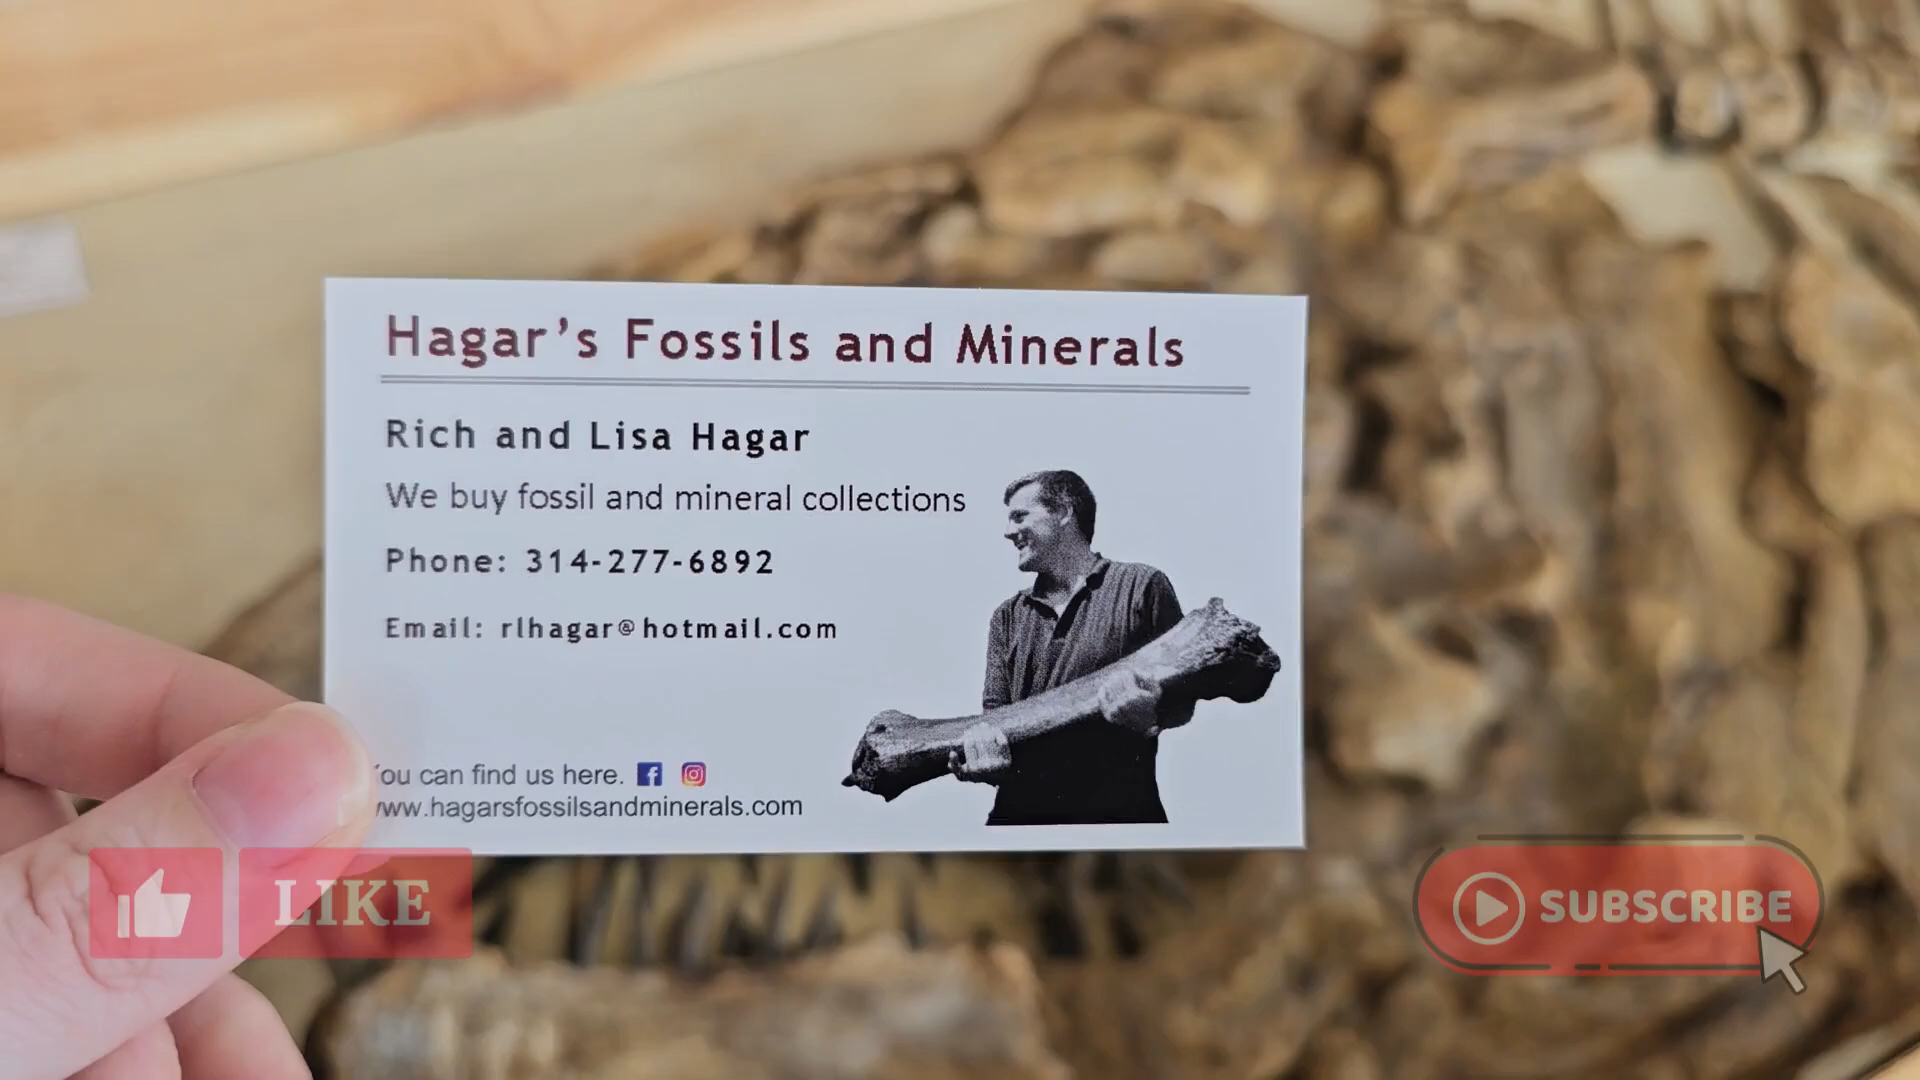 Hagar's Fossils and Minerals
Rich and Lisa Hagar
We buy fossil and mineral collections
Phone: 314-277-6892
Email: rlhagar@hotmail.com
ou can find us here.
ww.hagarsfossilsandminerals.com
LIKE
SUBSCRIBE